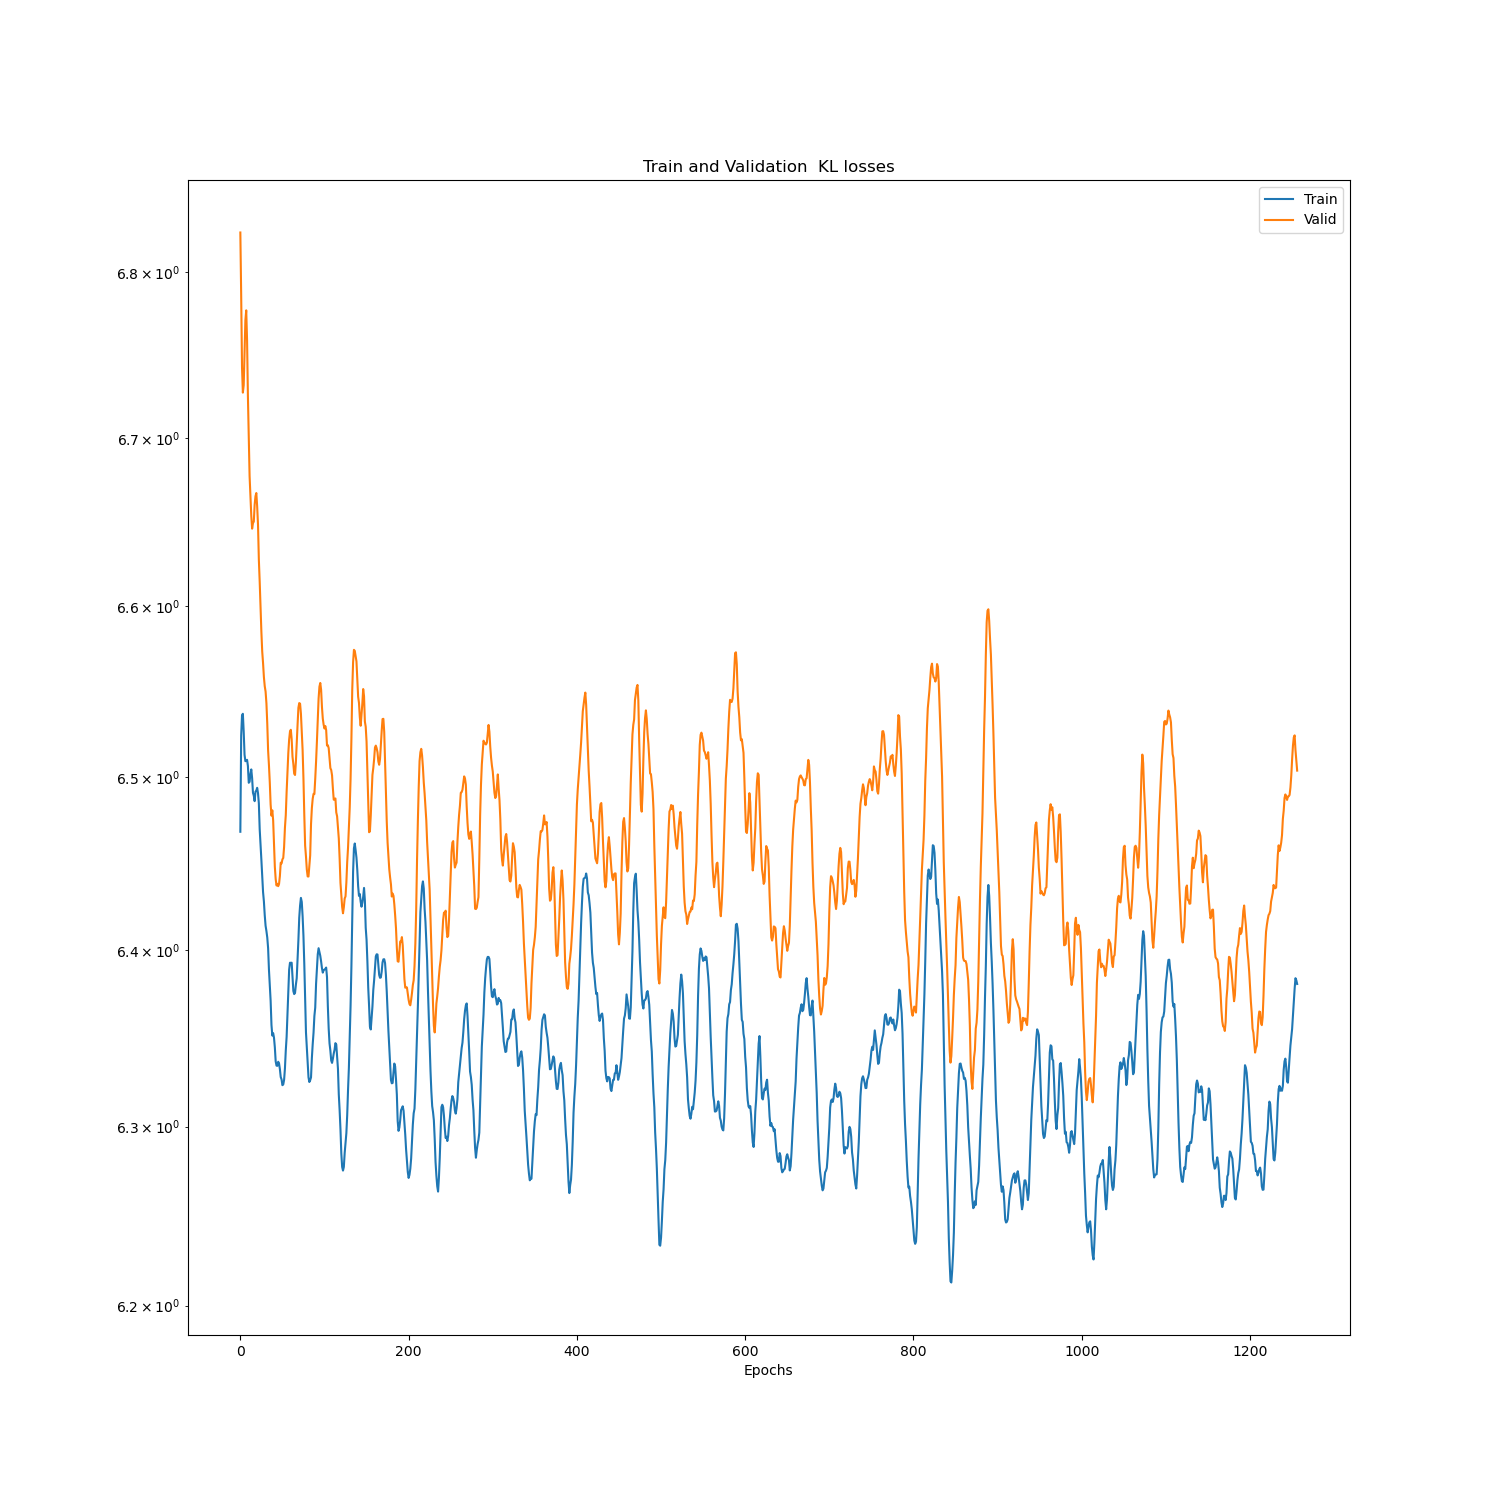 Train and Validation  KL losses
Train
Valid
6.8 × 10⁰
6.7 × 10⁰
6.6 × 10⁰
6.5 × 10⁰
6.4 × 10⁰
6.3 × 10⁰
6.2 × 10⁰
0 200 400 600 800 1000 1200
Epochs